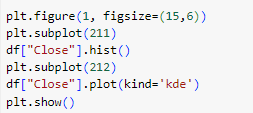 plt.figure(1, figsize=(15,6))
plt.subplot(211)
df["Close"].hist()
plt.subplot(212)
df["Close"].plot(kind='kde')
plt.show()